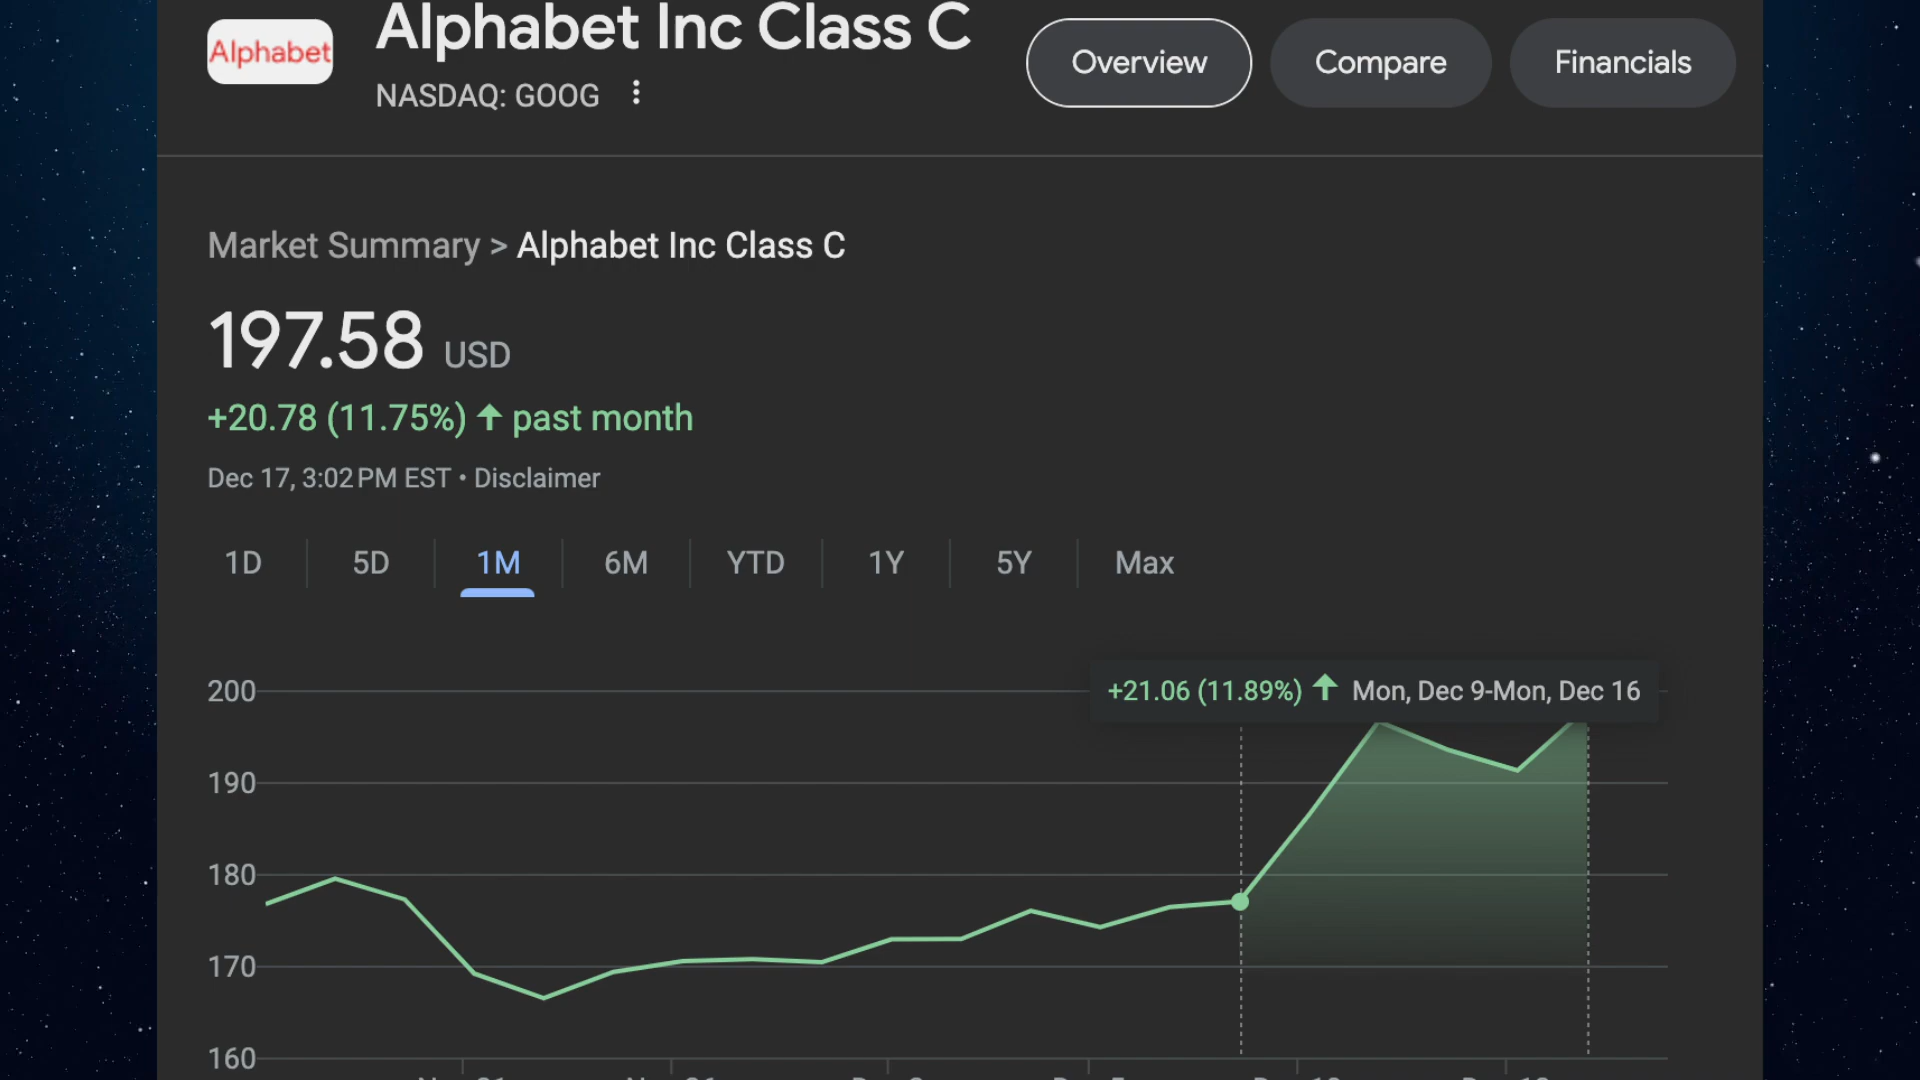 Alphabet
Alphabet Inc Class C
NASDAQ: GOOG
Overview
Compare
Financials
Market Summary > Alphabet Inc Class C
197.58 USD
+20.78 (11.75%) ↑ past month
Dec 17, 3:02 PM EST • Disclaimer
1D
5D
1M
6M
YTD
1Y
5Y
Max
+21.06 (11.89%) ↑ Mon, Dec 9-Mon, Dec 16
200
190
180
170
160